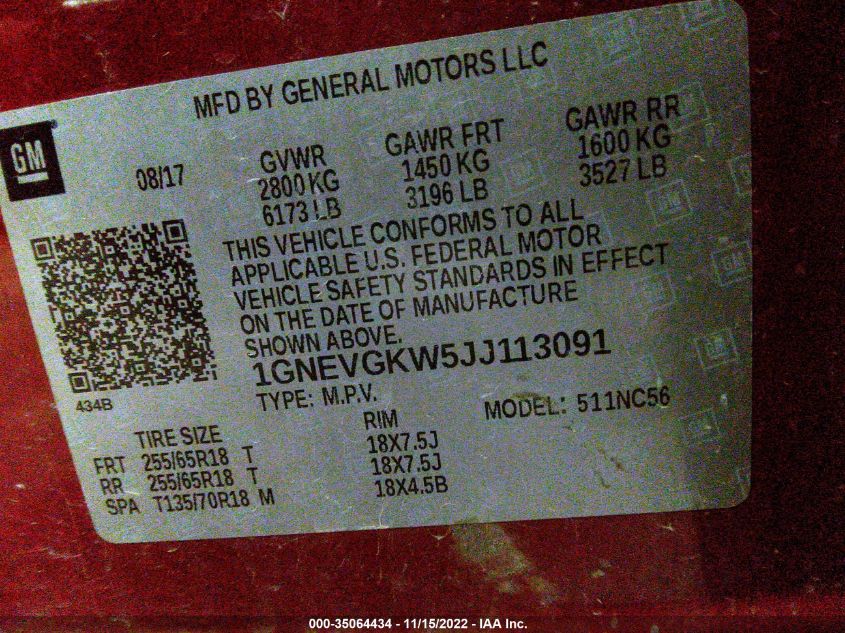 MFD BY GENERAL MOTORS LLC
GM
08/17
GVWR
2800 KG
6173 LB
GAWR FRT
1450 KG
3196 LB
GAWR RR
1600 KG
3527 LB
THIS VEHICLE CONFORMS TO ALL
APPLICABLE U.S. FEDERAL MOTOR
VEHICLE SAFETY STANDARDS IN EFFECT
ON THE DATE OF MANUFACTURE
SHOWN ABOVE.
1GNEVGKW5JJ113091
434B
TYPE: M.P.V.
MODEL: 511NC56
TIRE SIZE RIM
FRT 255/65R18 T 18X7.5J
RR 255/65R18 T 18X7.5J
SPA T135/70R18 M 18X4.5B
000-35064434 - 11/15/2022 - IAA Inc.